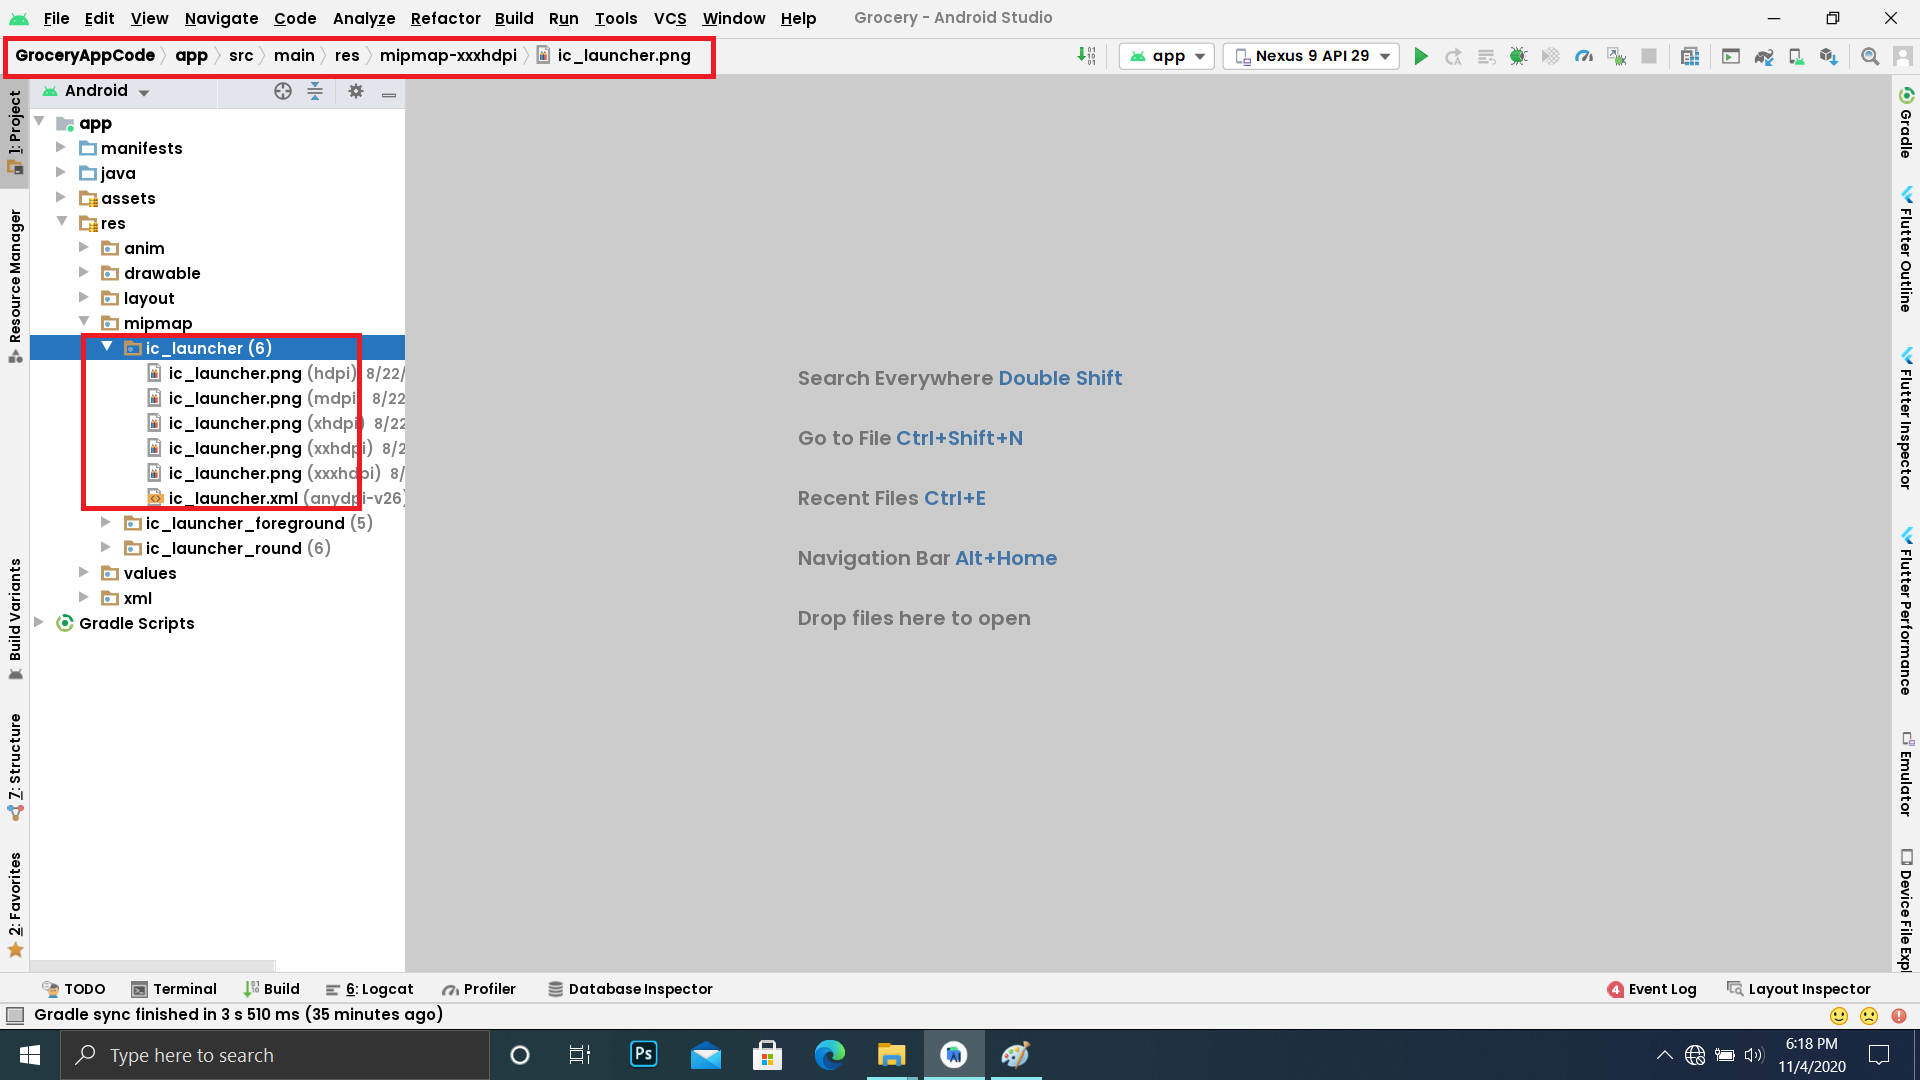 File Edit View Navigate Code Analyze Refactor Build Run Tools VCS Window Help Grocery - Android Studio
GroceryAppCode app src main res mipmap-xxxhdpi ic_launcher.png app Nexus 9 API 29
Android
app
manifests
java
assets
res
anim
drawable
layout
mipmap
ic_launcher (6)
ic_launcher.png (hdpi) 8/22/
ic_launcher.png (mdpi) 8/22
ic_launcher.png (xhdpi) 8/22
ic_launcher.png (xxhdpi) 8/2
ic_launcher.png (xxxhdpi) 8/
ic_launcher.xml (anydpi-v26)
ic_launcher_foreground (5)
ic_launcher_round (6)
values
xml
Gradle Scripts
1: Project
Resource Manager
Build Variants
7: Structure
2: Favorites
Search Everywhere Double Shift
Go to File Ctrl+Shift+N
Recent Files Ctrl+E
Navigation Bar Alt+Home
Drop files here to open
Gradle
Flutter Outline
Flutter Inspector
Flutter Performance
Emulator
Device File Expl
TODO Terminal Build 6: Logcat Profiler Database Inspector 4 Event Log Layout Inspector
Gradle sync finished in 3 s 510 ms (35 minutes ago)
Type here to search Ps 6:18 PM
11/4/2020